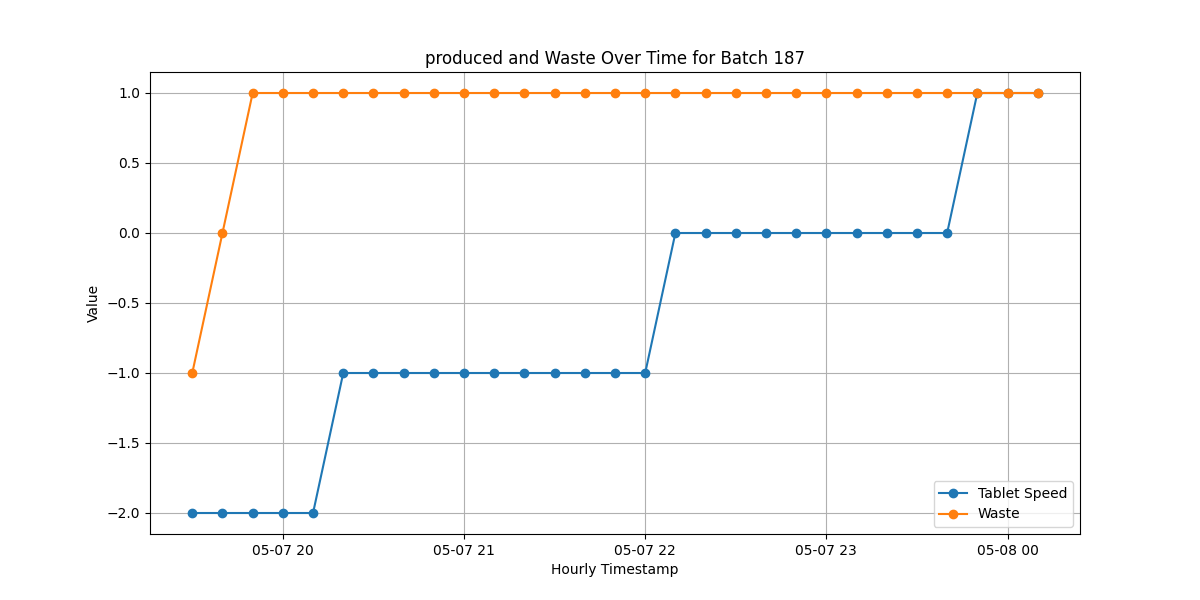 produced and Waste Over Time for Batch 187
1.0
0.5
0.0
−0.5
−1.0
−1.5
−2.0
Value
05-07 20
05-07 21
05-07 22
05-07 23
05-08 00
Hourly Timestamp
Tablet Speed
Waste